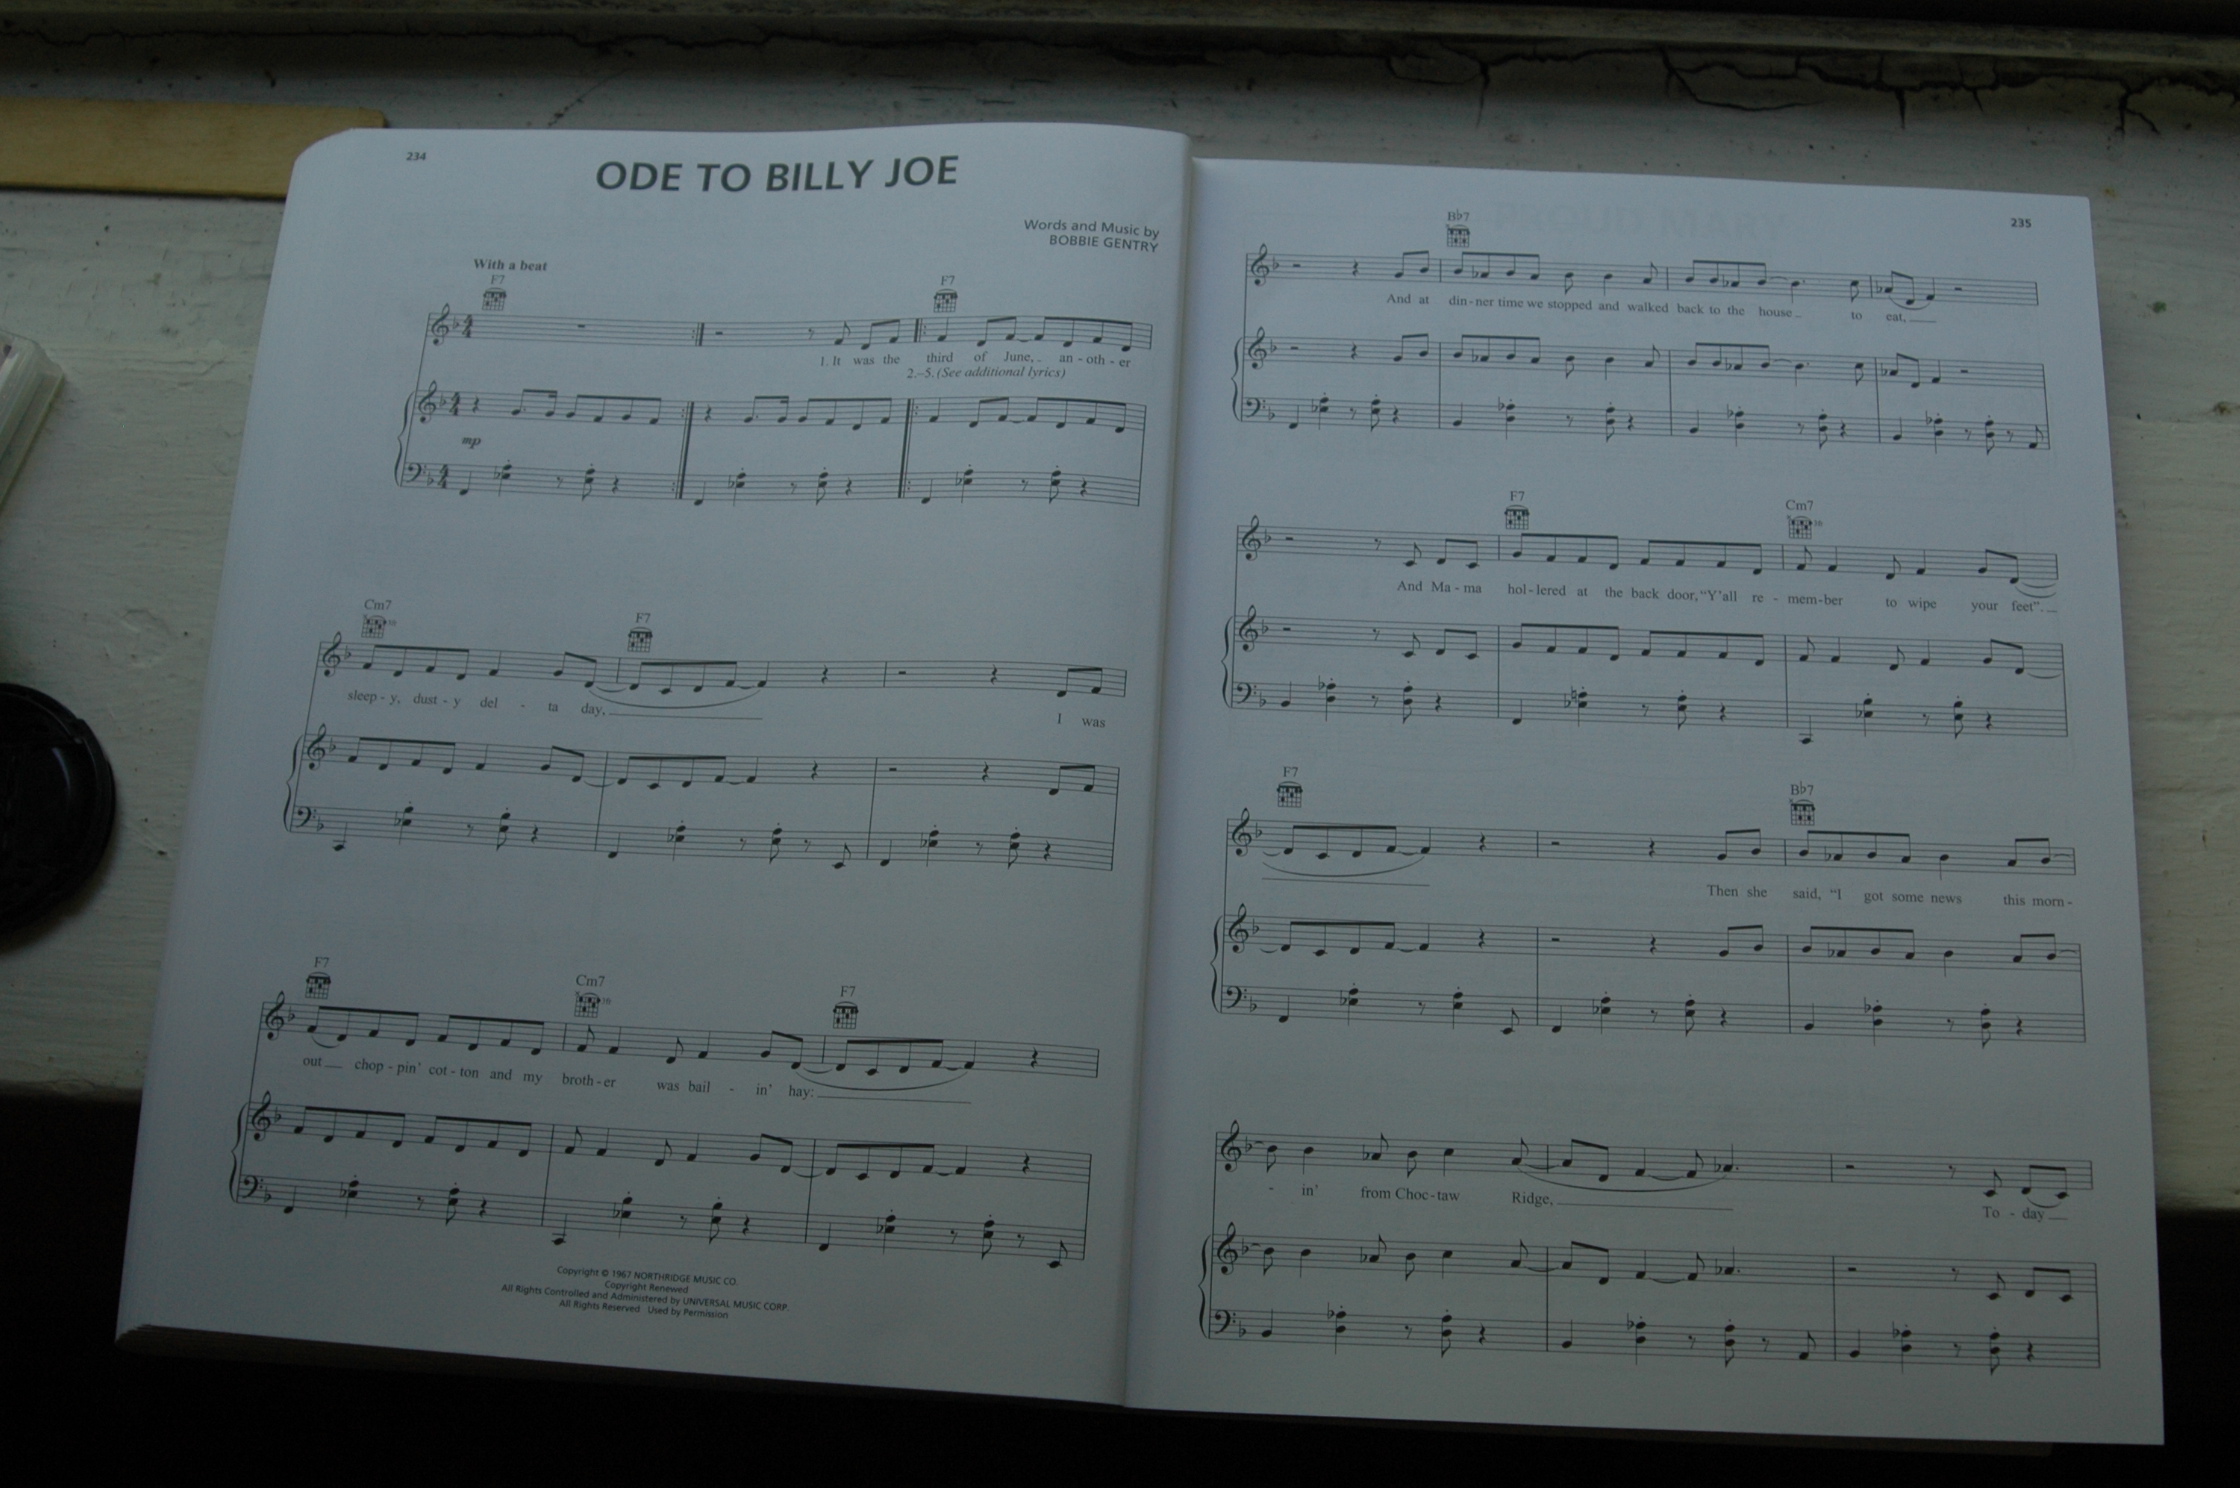 234
ODE TO BILLY JOE
Words and Music by
BOBBIE GENTRY
With a beat
F7 F7
1. It was the third of June, an - oth - er
2.–5. (See additional lyrics)
mp
Cm7 F7
sleep - y, dust - y del - ta day, I was
F7 Cm7 F7
out chop - pin' cot - ton and my broth - er was bail - in' hay:
Copyright © 1967 NORTHRIDGE MUSIC CO.
Copyright Renewed
All Rights Controlled and Administered by UNIVERSAL MUSIC CORP.
All Rights Reserved Used by Permission
235
B♭7
And at din - ner time we stopped and walked back to the house to eat,
F7 Cm7
And Ma - ma hol - lered at the back door, "Y'all re - mem - ber to wipe your feet".
F7 B♭7
Then she said, "I got some news this morn -
- in' from Choc - taw Ridge, To - day